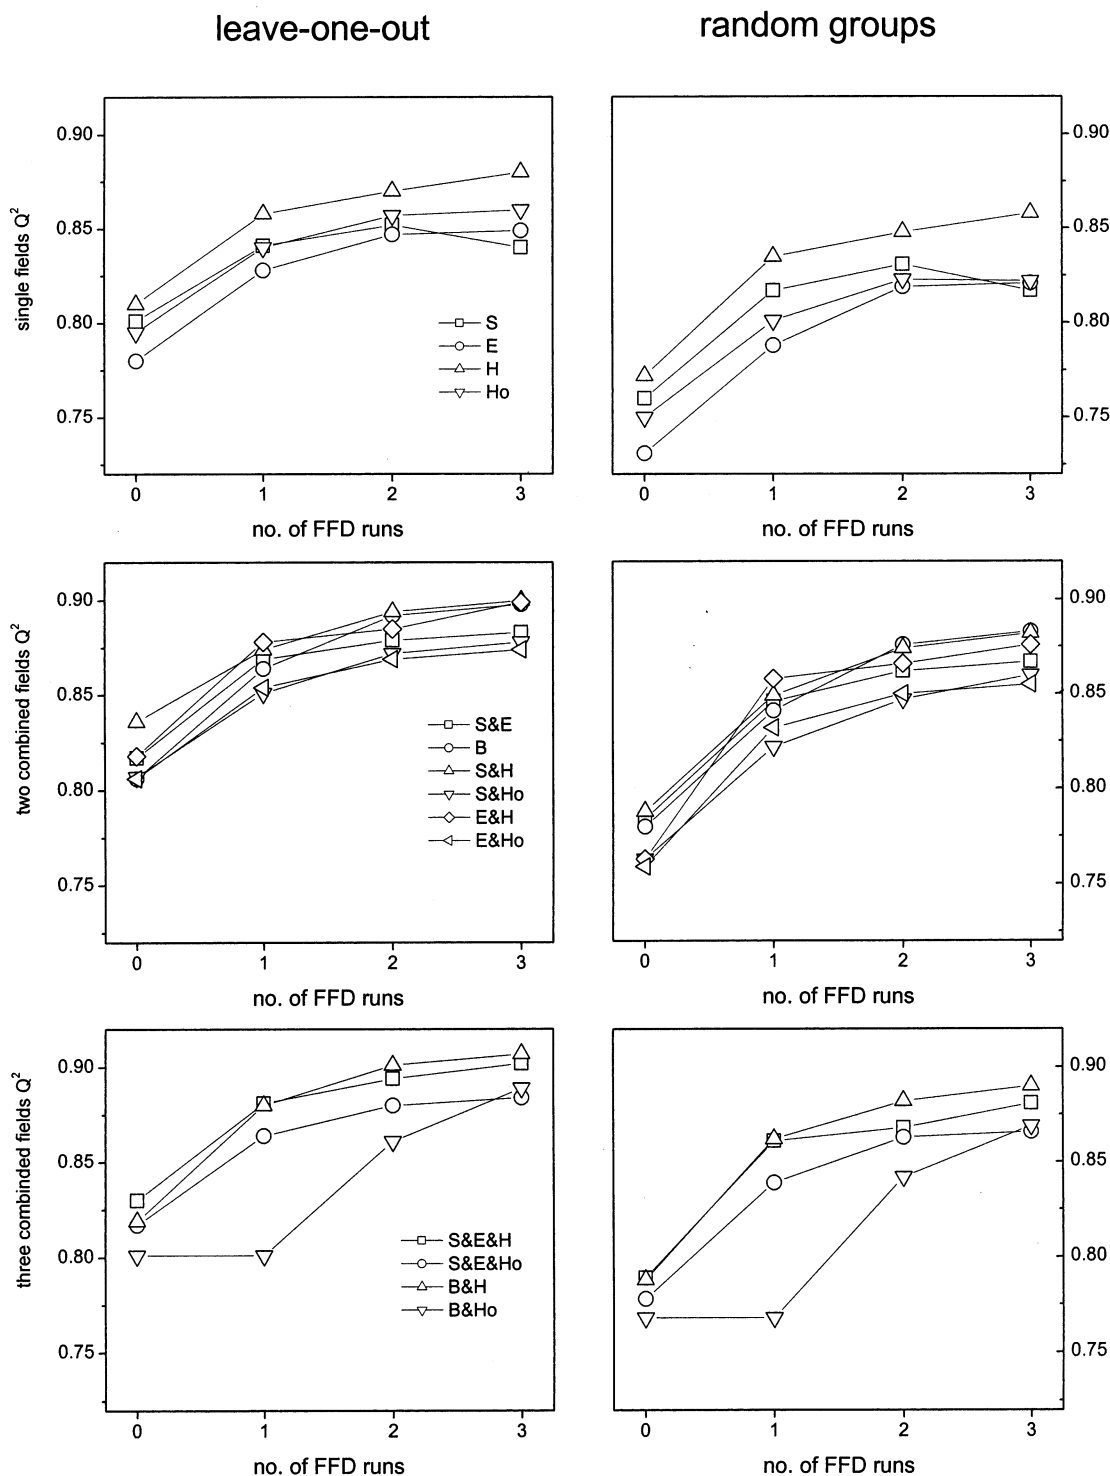 leave-one-out
random groups
single fields Q²
0.90
0.85
0.80
0.75
S
E
H
Ho
0 1 2 3
no. of FFD runs
0.90
0.85
0.80
0.75
0 1 2 3
no. of FFD runs
two combined fields Q²
0.90
0.85
0.80
0.75
S&E
B
S&H
S&Ho
E&H
E&Ho
0 1 2 3
no. of FFD runs
0.90
0.85
0.80
0.75
0 1 2 3
no. of FFD runs
three combinded fields Q²
0.90
0.85
0.80
0.75
S&E&H
S&E&Ho
B&H
B&Ho
0 1 2 3
no. of FFD runs
0.90
0.85
0.80
0.75
0 1 2 3
no. of FFD runs